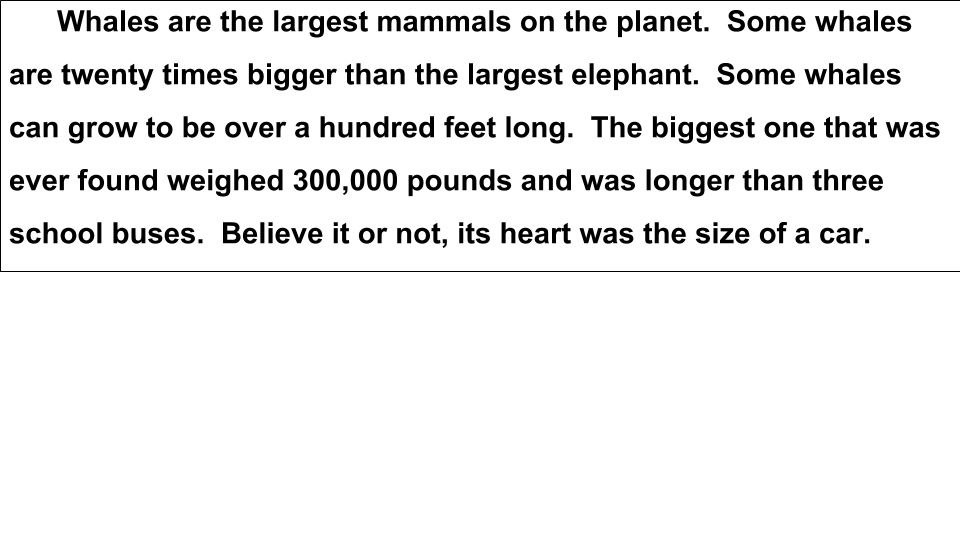 Whales are the largest mammals on the planet.  Some whales
are twenty times bigger than the largest elephant.  Some whales
can grow to be over a hundred feet long.  The biggest one that was
ever found weighed 300,000 pounds and was longer than three
school buses.  Believe it or not, its heart was the size of a car.